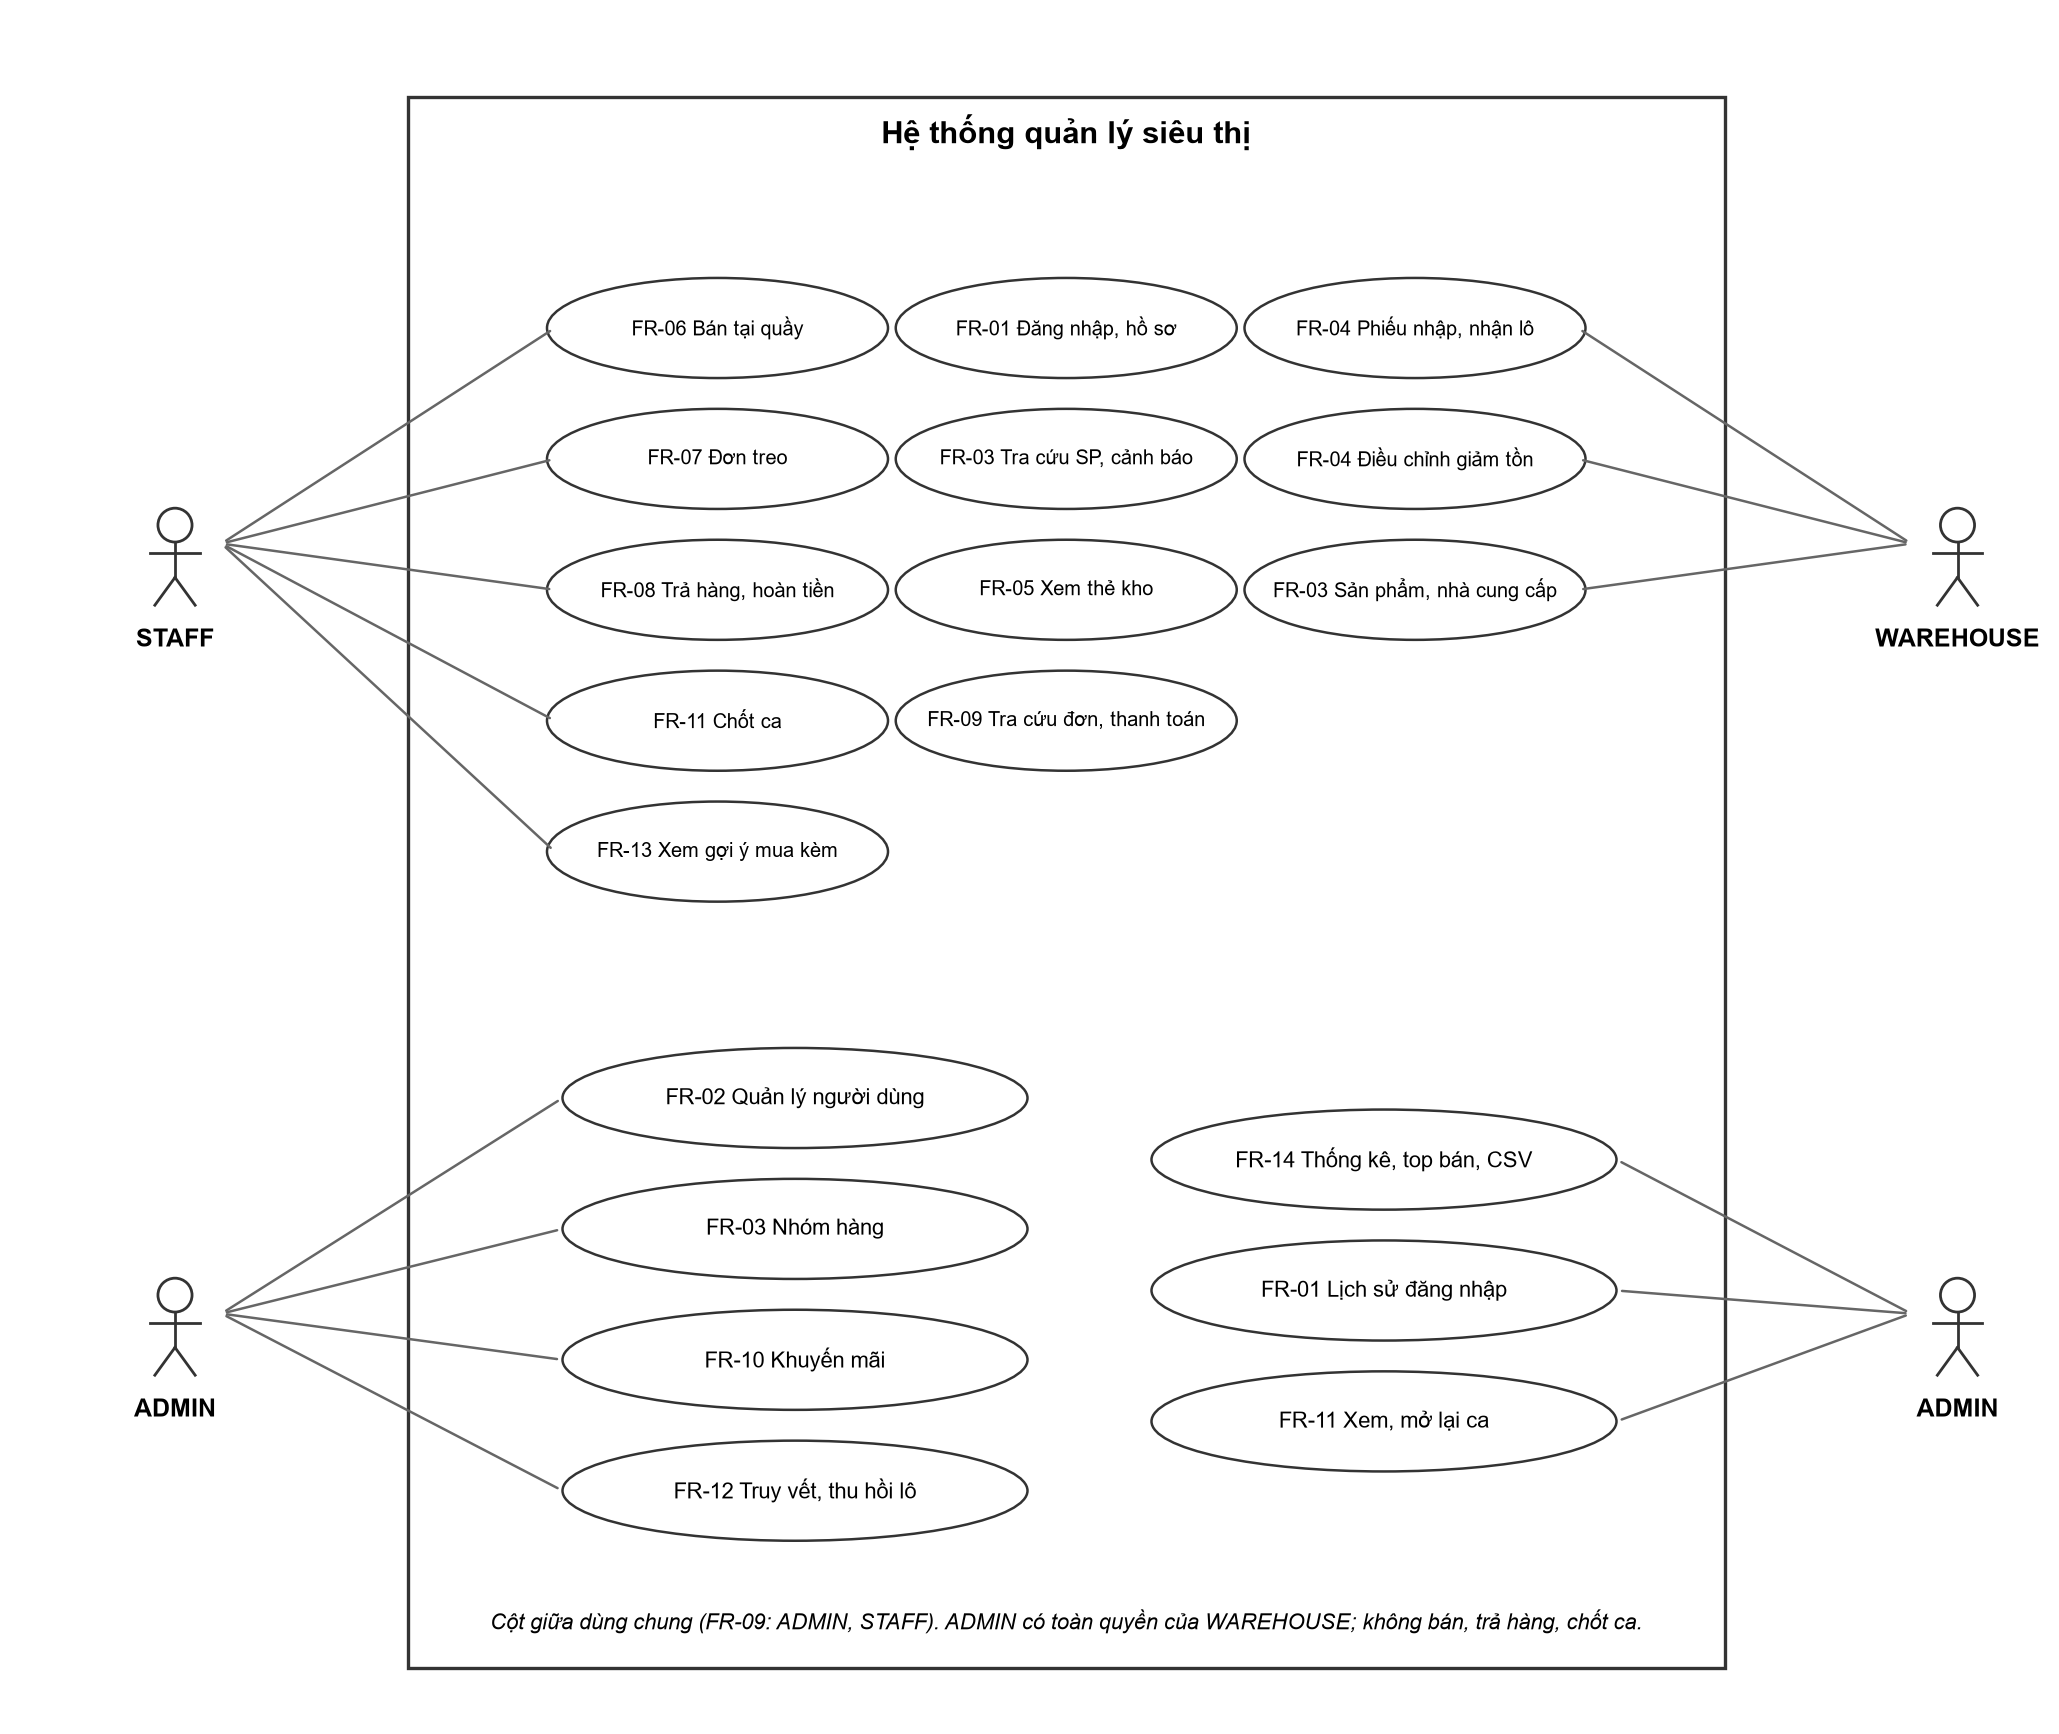 Hệ thống quản lý siêu thị
FR-06 Bán tại quầy
FR-01 Đăng nhập, hồ sơ
FR-04 Phiếu nhập, nhận lô
FR-07 Đơn treo
FR-03 Tra cứu SP, cảnh báo
FR-04 Điều chỉnh giảm tồn
FR-08 Trả hàng, hoàn tiền
FR-05 Xem thẻ kho
FR-03 Sản phẩm, nhà cung cấp
STAFF
WAREHOUSE
FR-11 Chốt ca
FR-09 Tra cứu đơn, thanh toán
FR-13 Xem gợi ý mua kèm
FR-02 Quản lý người dùng
FR-14 Thống kê, top bán, CSV
FR-03 Nhóm hàng
FR-01 Lịch sử đăng nhập
FR-10 Khuyến mãi
FR-11 Xem, mở lại ca
ADMIN
ADMIN
FR-12 Truy vết, thu hồi lô
Cột giữa dùng chung (FR-09: ADMIN, STAFF). ADMIN có toàn quyền của WAREHOUSE; không bán, trả hàng, chốt ca.